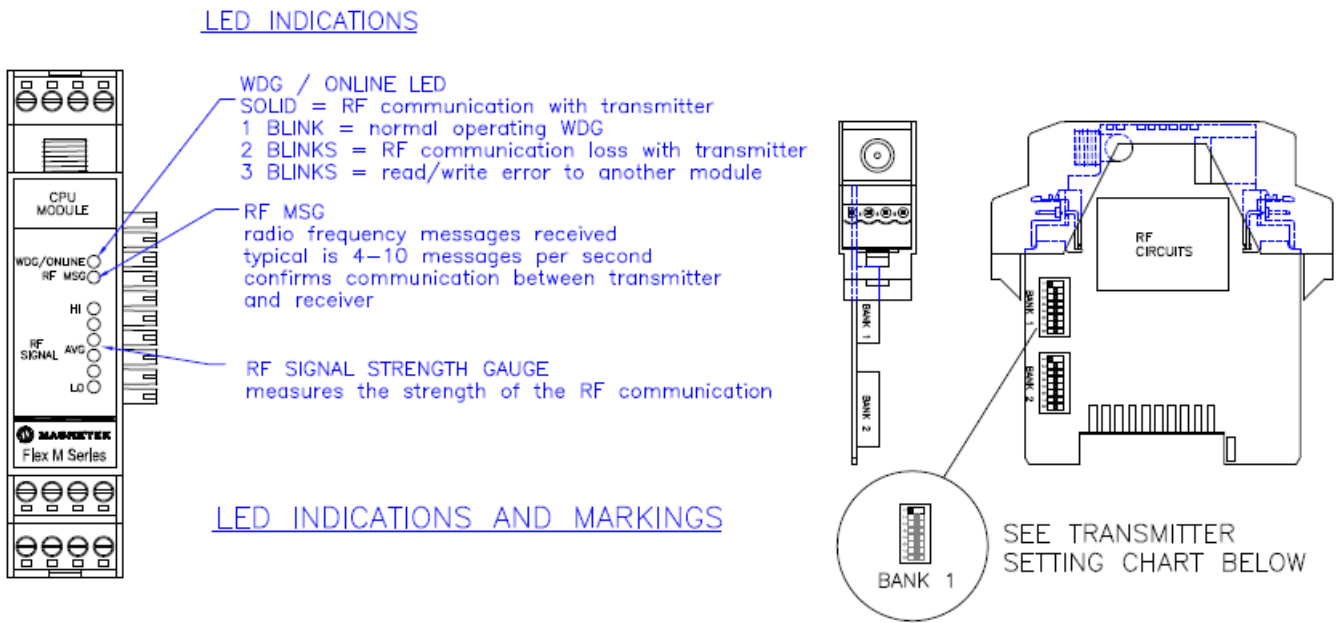 LED INDICATIONS
WDG / ONLINE LED
SOLID = RF communication with transmitter
1 BLINK = normal operating WDG
2 BLINKS = RF communication loss with transmitter
3 BLINKS = read/write error to another module
RF MSG
radio frequency messages received
typical is 4-10 messages per second
confirms communication between transmitter
and receiver
RF SIGNAL STRENGTH GAUGE
measures the strength of the RF communication
LED INDICATIONS AND MARKINGS
CPU
MODULE
WDG/ONLINE
RF MSG
HI
RF
SIGNAL
AVG
LO
MAGNETEK
Flex M Series
BANK 1
BANK 2
RF
CIRCUITS
BANK 1
BANK 2
BANK 1
SEE TRANSMITTER
SETTING CHART BELOW